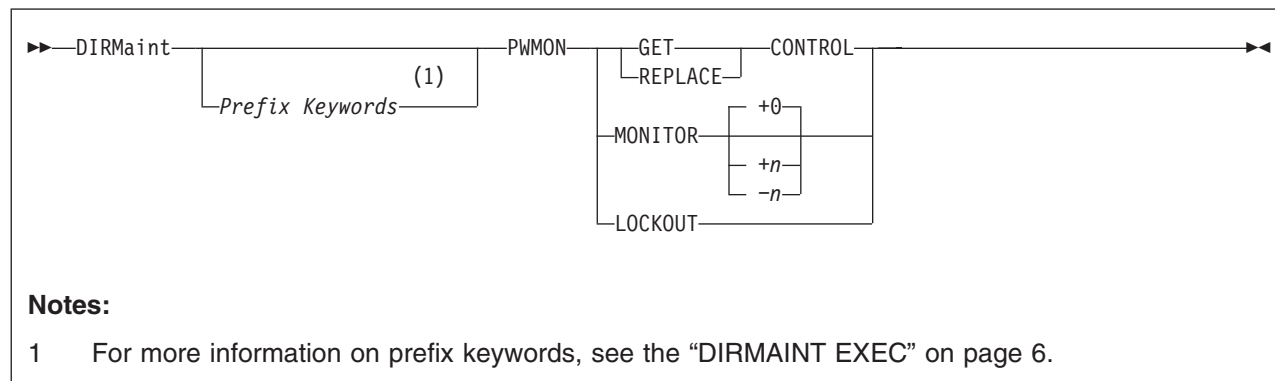 DIRMaint PWMON GET CONTROL
(1) REPLACE
Prefix Keywords
+0
MONITOR
+n
−n
LOCKOUT
Notes:
1 For more information on prefix keywords, see the “DIRMAINT EXEC” on page 6.